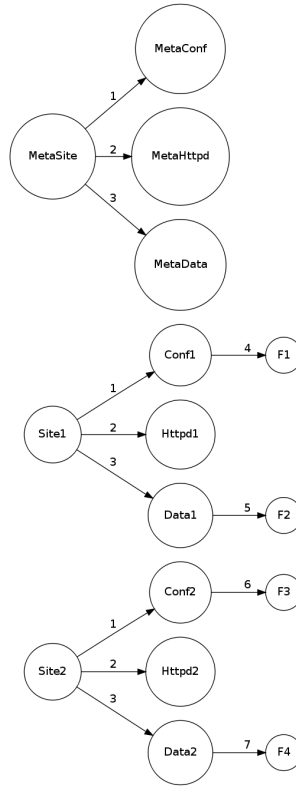 MetaConf
1
MetaSite
2
MetaHttpd
3
MetaData
Conf1
4
F1
1
Site1
2
Httpd1
3
Data1
5
F2
Conf2
6
F3
1
Site2
2
Httpd2
3
Data2
7
F4